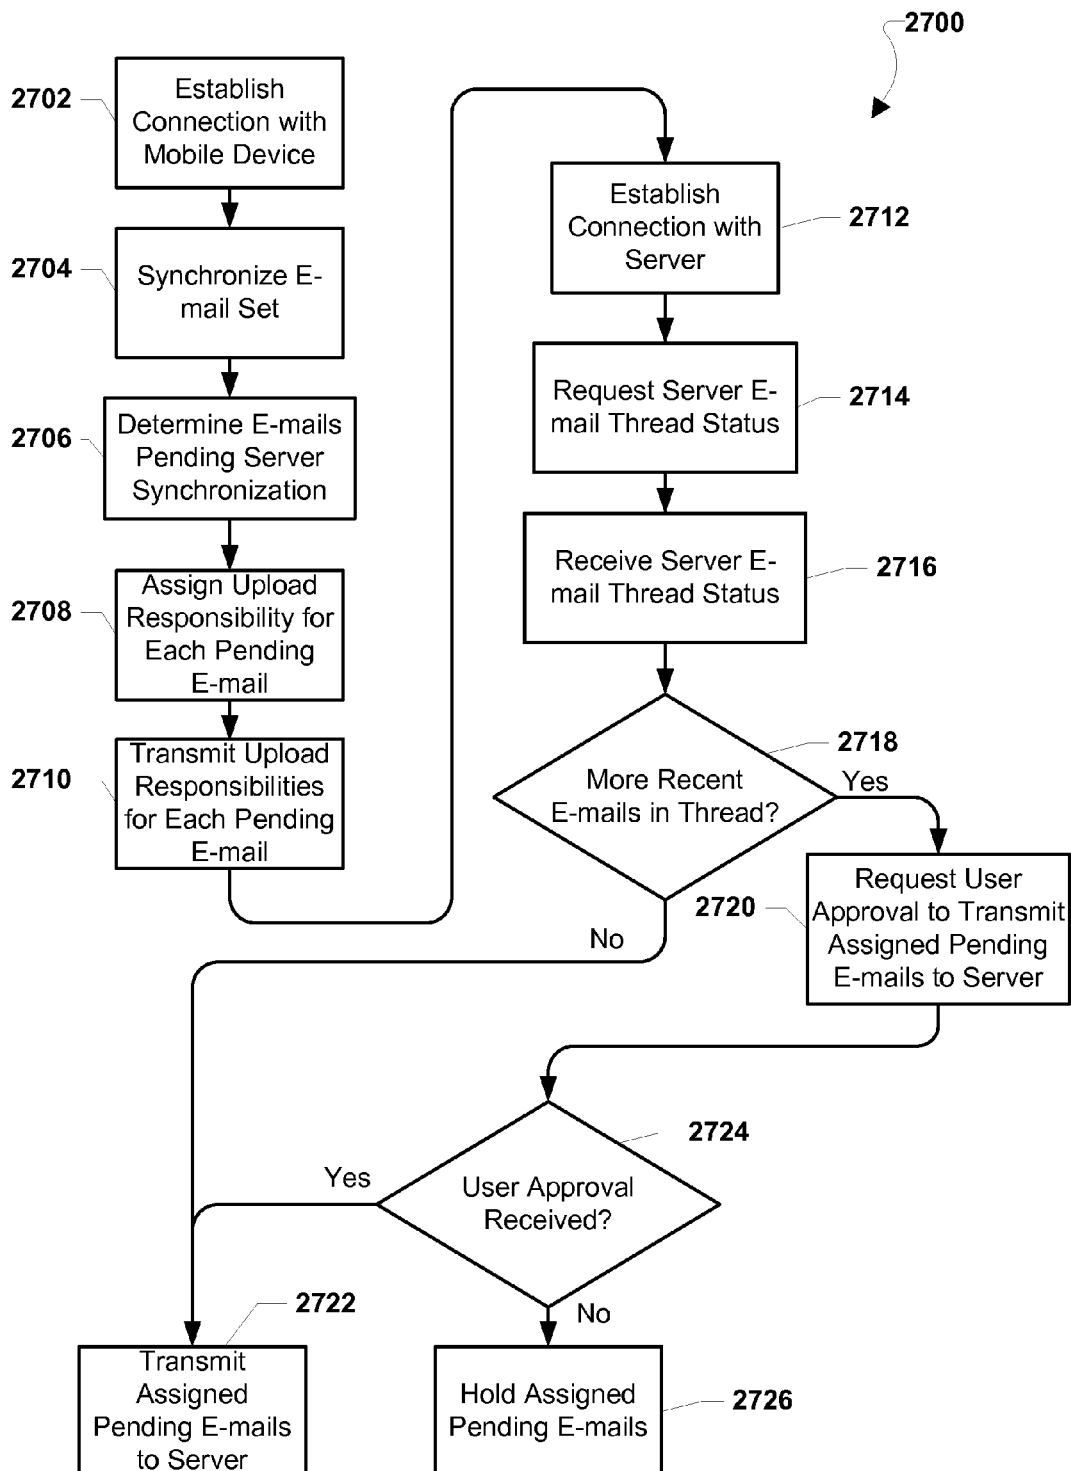 2700
2702
Establish
Connection with
Mobile Device
2704
Synchronize E-
mail Set
2706
Determine E-mails
Pending Server
Synchronization
2708
Assign Upload
Responsibility for
Each Pending
E-mail
2710
Transmit Upload
Responsibilities
for Each Pending
E-mail
Establish
Connection with
Server
2712
Request Server E-
mail Thread Status
2714
Receive Server E-
mail Thread Status
2716
2718
More Recent
E-mails in Thread?
Yes
No
2720
Request User
Approval to Transmit
Assigned Pending
E-mails to Server
2724
User Approval
Received?
Yes
No
2722
Transmit
Assigned
Pending E-mails
to Server
Hold Assigned
Pending E-mails
2726